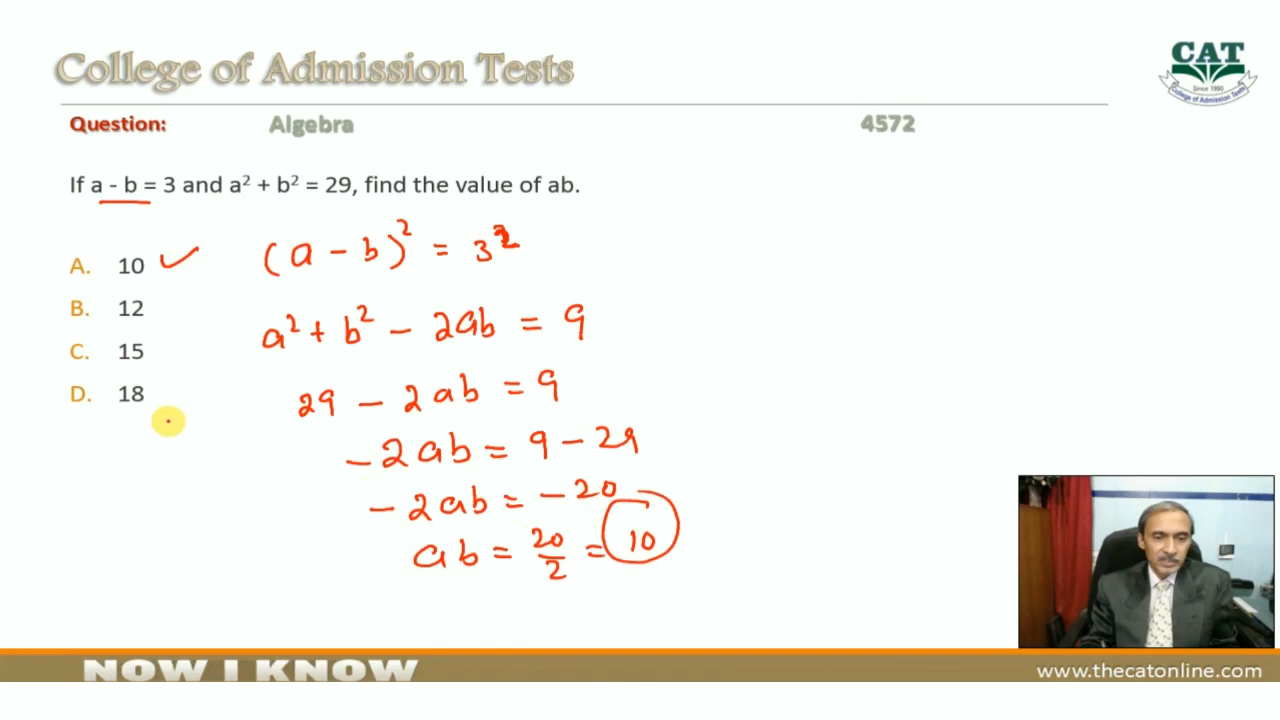 College of Admission Tests
CAT
Since 1990
College of Admission Tests
Question: Algebra 4572
If a - b = 3 and a² + b² = 29, find the value of ab.
A. 10 ✓
B. 12
C. 15
D. 18
(a - b)² = 3²
a² + b² - 2ab = 9
29 - 2ab = 9
- 2ab = 9 - 29
- 2ab = - 20
ab = 20/2 = 10
NOW I KNOW
www.thecatonline.com